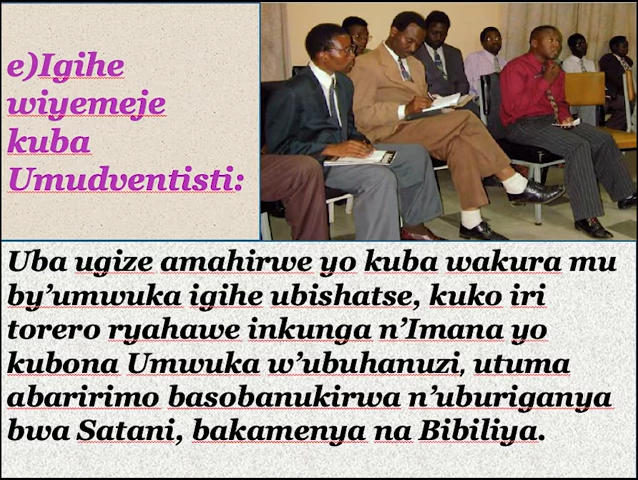 e)Igihe
wiyemeje
kuba
Umudventisti:
Uba ugize amahirwe yo kuba wakura mu
by’umwuka igihe ubishatse, kuko iri
torero ryahawe inkunga n’Imana yo
kubona Umwuka w’ubuhanuzi, utuma
abaririmo basobanukirwa n’uburiganya
bwa Satani, bakamenya na Bibiliya.